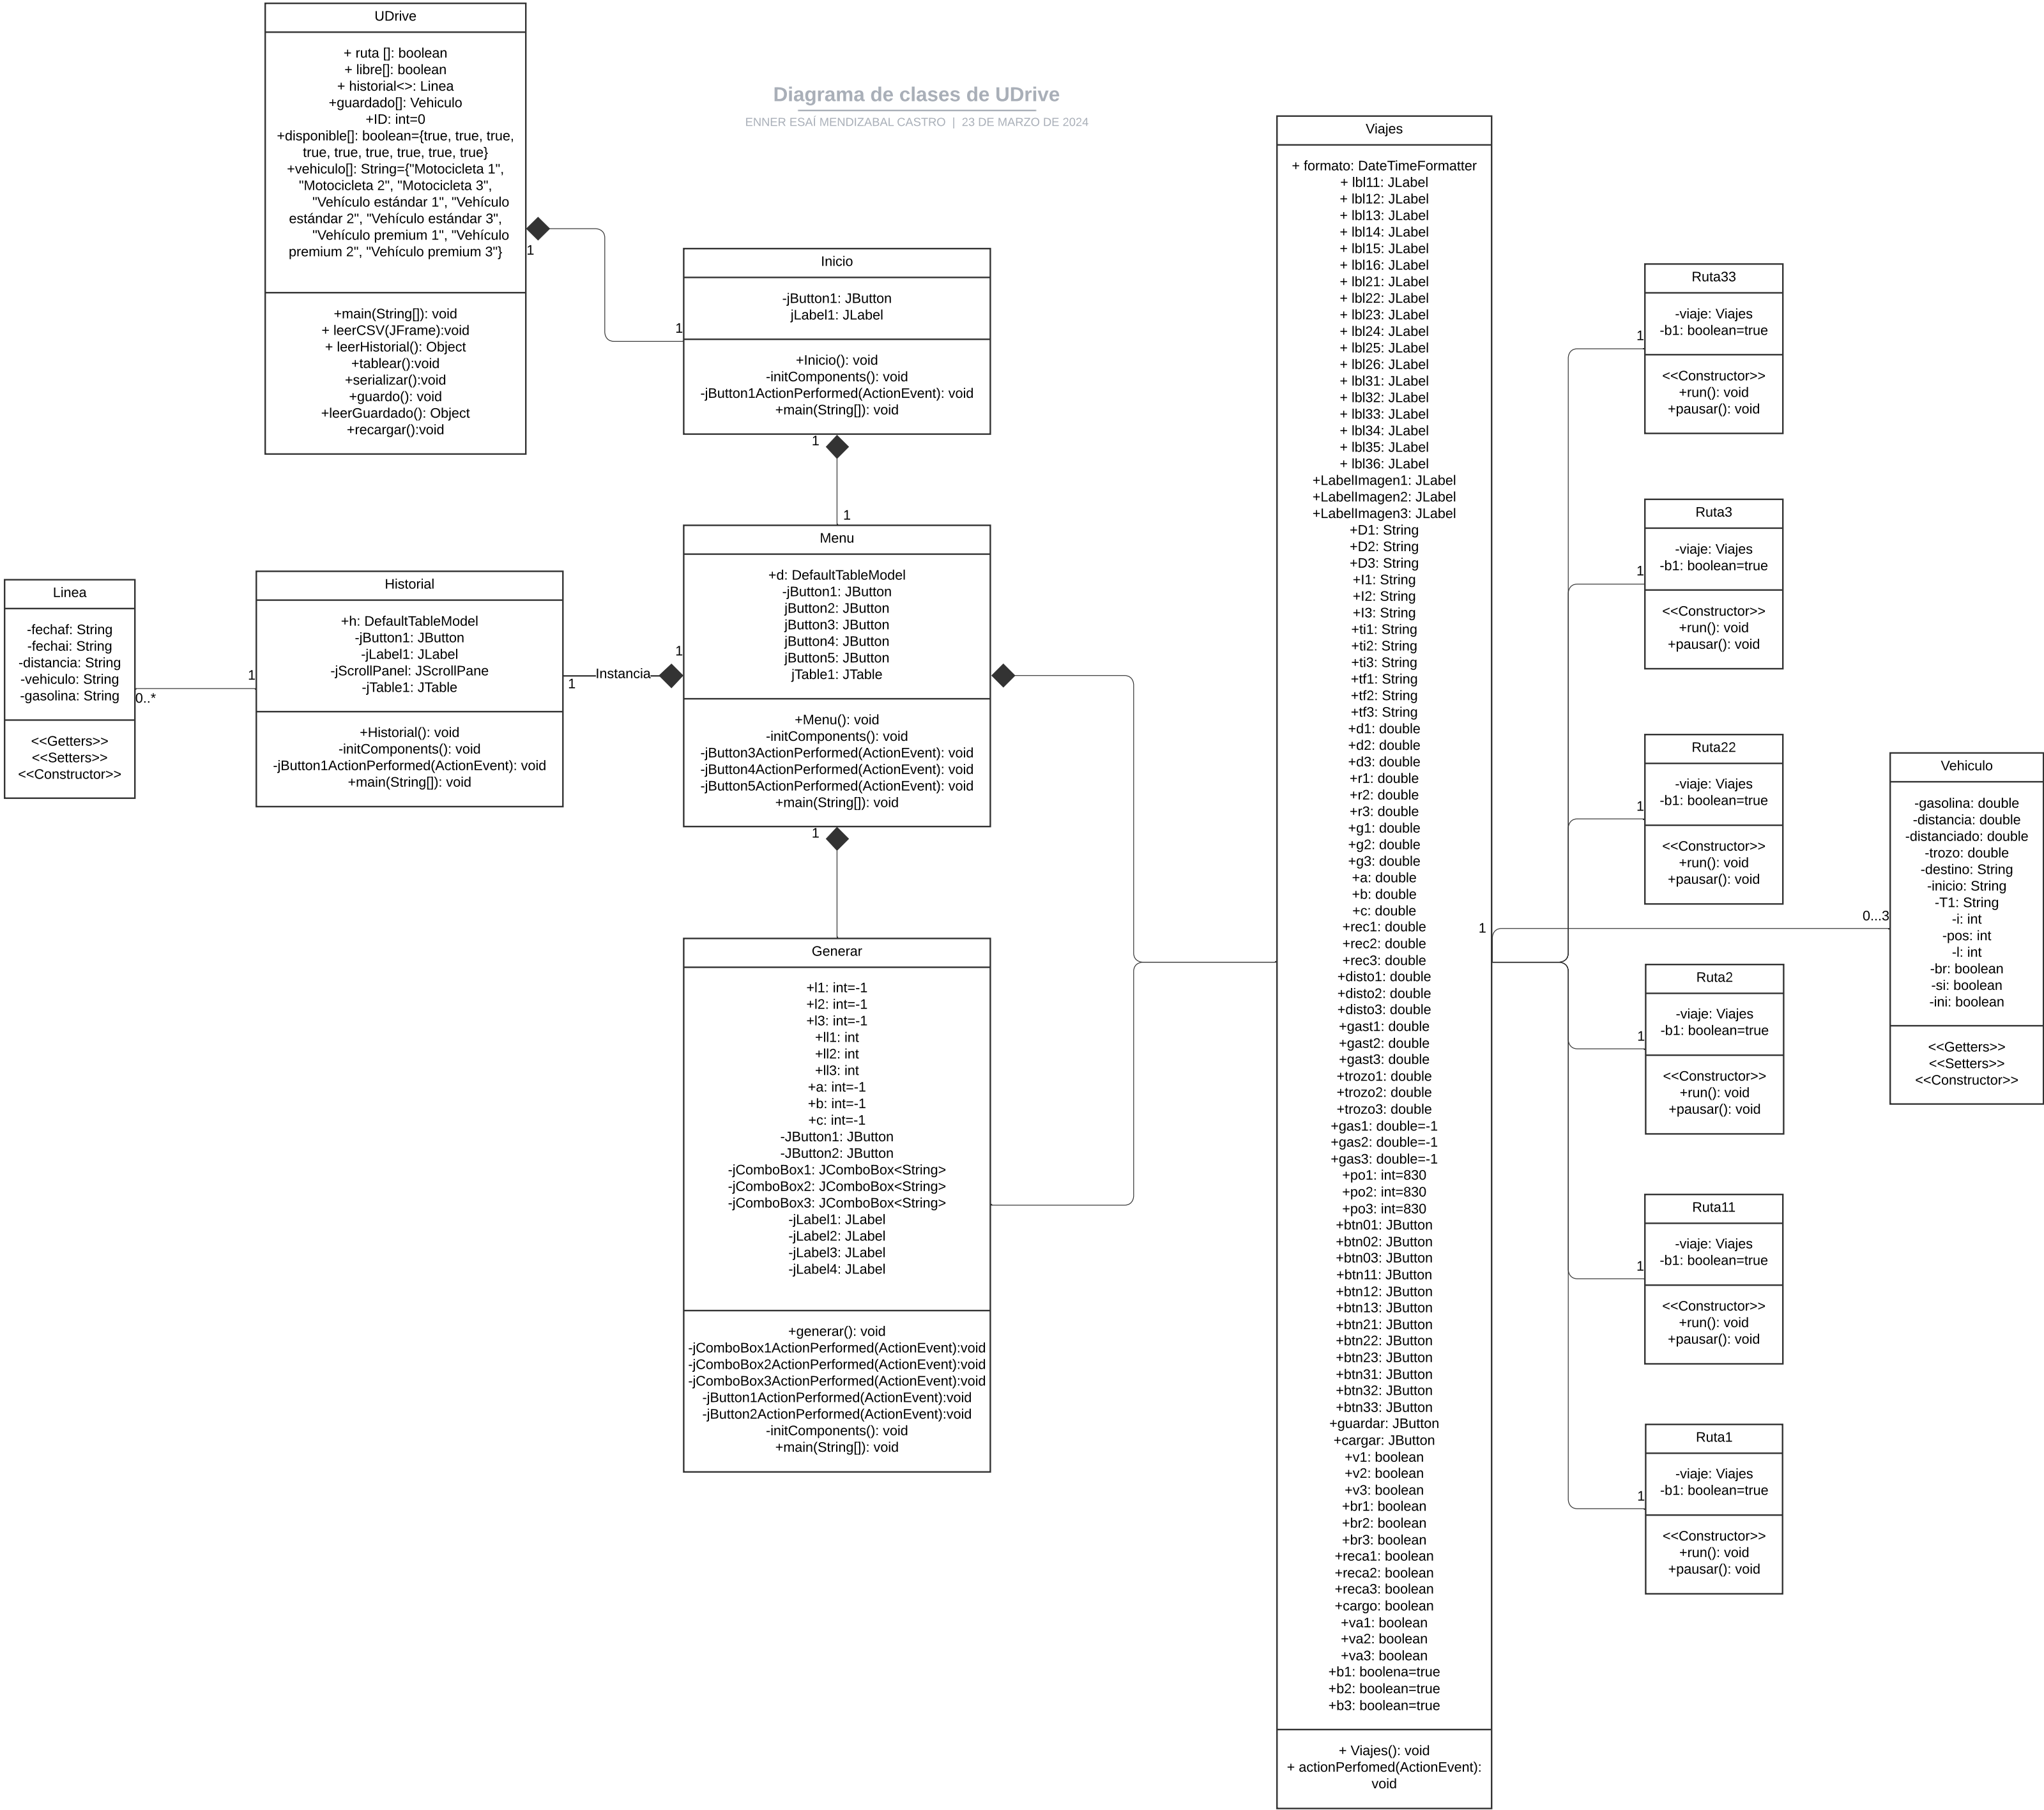 UDrive
+ ruta []: boolean
+ libre[]: boolean
+ historial<>: Linea
+guardado[]: Vehiculo
+ID: int=0
+disponible[]: boolean={true, true, true,
true, true, true, true, true, true}
+vehiculo[]: String={"Motocicleta 1",
"Motocicleta 2", "Motocicleta 3",
"Vehículo estándar 1", "Vehículo
estándar 2", "Vehículo estándar 3",
"Vehículo premium 1", "Vehículo
premium 2", "Vehículo premium 3"}
+main(String[]): void
+ leerCSV(JFrame):void
+ leerHistorial(): Object
+tablear():void
+serializar():void
+guardo(): void
+leerGuardado(): Object
+recargar():void
1
1
Diagrama de clases de UDrive
ENNER ESAÍ MENDIZABAL CASTRO | 23 DE MARZO DE 2024
Inicio
-jButton1: JButton
jLabel1: JLabel
+Inicio(): void
-initComponents(): void
-jButton1ActionPerformed(ActionEvent): void
+main(String[]): void
1
1
Linea
-fechaf: String
-fechai: String
-distancia: String
-vehiculo: String
-gasolina: String
<<Getters>>
<<Setters>>
<<Constructor>>
0..*
1
Historial
+h: DefaultTableModel
-jButton1: JButton
-jLabel1: JLabel
-jScrollPanel: JScrollPane
-jTable1: JTable
+Historial(): void
-initComponents(): void
-jButton1ActionPerformed(ActionEvent): void
+main(String[]): void
1
Instancia
1
Menu
+d: DefaultTableModel
-jButton1: JButton
jButton2: JButton
jButton3: JButton
jButton4: JButton
jButton5: JButton
jTable1: JTable
+Menu(): void
-initComponents(): void
-jButton3ActionPerformed(ActionEvent): void
-jButton4ActionPerformed(ActionEvent): void
-jButton5ActionPerformed(ActionEvent): void
+main(String[]): void
1
Generar
+l1: int=-1
+l2: int=-1
+l3: int=-1
+ll1: int
+ll2: int
+ll3: int
+a: int=-1
+b: int=-1
+c: int=-1
-JButton1: JButton
-JButton2: JButton
-jComboBox1: JComboBox<String>
-jComboBox2: JComboBox<String>
-jComboBox3: JComboBox<String>
-jLabel1: JLabel
-jLabel2: JLabel
-jLabel3: JLabel
-jLabel4: JLabel
+generar(): void
-jComboBox1ActionPerformed(ActionEvent):void
-jComboBox2ActionPerformed(ActionEvent):void
-jComboBox3ActionPerformed(ActionEvent):void
-jButton1ActionPerformed(ActionEvent):void
-jButton2ActionPerformed(ActionEvent):void
-initComponents(): void
+main(String[]): void
Viajes
+ formato: DateTimeFormatter
+ lbl11: JLabel
+ lbl12: JLabel
+ lbl13: JLabel
+ lbl14: JLabel
+ lbl15: JLabel
+ lbl16: JLabel
+ lbl21: JLabel
+ lbl22: JLabel
+ lbl23: JLabel
+ lbl24: JLabel
+ lbl25: JLabel
+ lbl26: JLabel
+ lbl31: JLabel
+ lbl32: JLabel
+ lbl33: JLabel
+ lbl34: JLabel
+ lbl35: JLabel
+ lbl36: JLabel
+LabelImagen1: JLabel
+LabelImagen2: JLabel
+LabelImagen3: JLabel
+D1: String
+D2: String
+D3: String
+I1: String
+I2: String
+I3: String
+ti1: String
+ti2: String
+ti3: String
+tf1: String
+tf2: String
+tf3: String
+d1: double
+d2: double
+d3: double
+r1: double
+r2: double
+r3: double
+g1: double
+g2: double
+g3: double
+a: double
+b: double
+c: double
+rec1: double
+rec2: double
+rec3: double
+disto1: double
+disto2: double
+disto3: double
+gast1: double
+gast2: double
+gast3: double
+trozo1: double
+trozo2: double
+trozo3: double
+gas1: double=-1
+gas2: double=-1
+gas3: double=-1
+po1: int=830
+po2: int=830
+po3: int=830
+btn01: JButton
+btn02: JButton
+btn03: JButton
+btn11: JButton
+btn12: JButton
+btn13: JButton
+btn21: JButton
+btn22: JButton
+btn23: JButton
+btn31: JButton
+btn32: JButton
+btn33: JButton
+guardar: JButton
+cargar: JButton
+v1: boolean
+v2: boolean
+v3: boolean
+br1: boolean
+br2: boolean
+br3: boolean
+reca1: boolean
+reca2: boolean
+reca3: boolean
+cargo: boolean
+va1: boolean
+va2: boolean
+va3: boolean
+b1: boolena=true
+b2: boolean=true
+b3: boolean=true
+ Viajes(): void
+ actionPerfomed(ActionEvent):
void
1
Ruta33
-viaje: Viajes
-b1: boolean=true
<<Constructor>>
+run(): void
+pausar(): void
1
Ruta3
-viaje: Viajes
-b1: boolean=true
<<Constructor>>
+run(): void
+pausar(): void
1
Ruta22
-viaje: Viajes
-b1: boolean=true
<<Constructor>>
+run(): void
+pausar(): void
1
Ruta2
-viaje: Viajes
-b1: boolean=true
<<Constructor>>
+run(): void
+pausar(): void
1
Ruta11
-viaje: Viajes
-b1: boolean=true
<<Constructor>>
+run(): void
+pausar(): void
1
Ruta1
-viaje: Viajes
-b1: boolean=true
<<Constructor>>
+run(): void
+pausar(): void
1
0...3
Vehiculo
-gasolina: double
-distancia: double
-distanciado: double
-trozo: double
-destino: String
-inicio: String
-T1: String
-i: int
-pos: int
-l: int
-br: boolean
-si: boolean
-ini: boolean
<<Getters>>
<<Setters>>
<<Constructor>>